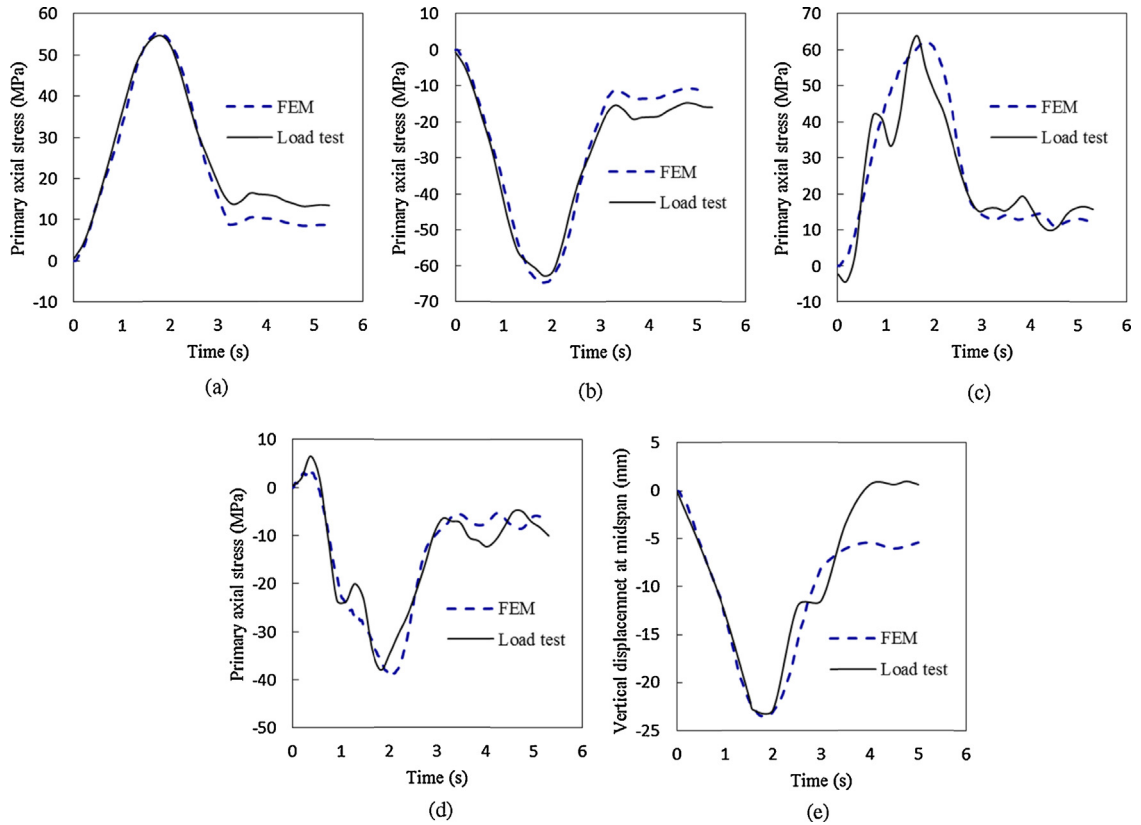 Primary axial stress (MPa)
60
50
40
30
20
10
0
-10
0 1 2 3 4 5 6
Time (s)
FEM
Load test
(a)
Primary axial stress (MPa)
10
0
-10
-20
-30
-40
-50
-60
-70
0 1 2 3 4 5 6
Time (s)
FEM
Load test
(b)
Primary axial stress (MPa)
70
60
50
40
30
20
10
0
-10
0 1 2 3 4 5 6
Time (s)
FEM
Load test
(c)
Primary axial stress (MPa)
10
0
-10
-20
-30
-40
-50
0 1 2 3 4 5 6
Time (s)
FEM
Load test
(d)
Vertical displacemnet at midspan (mm)
5
0
-5
-10
-15
-20
-25
0 1 2 3 4 5 6
Time (s)
FEM
Load test
(e)